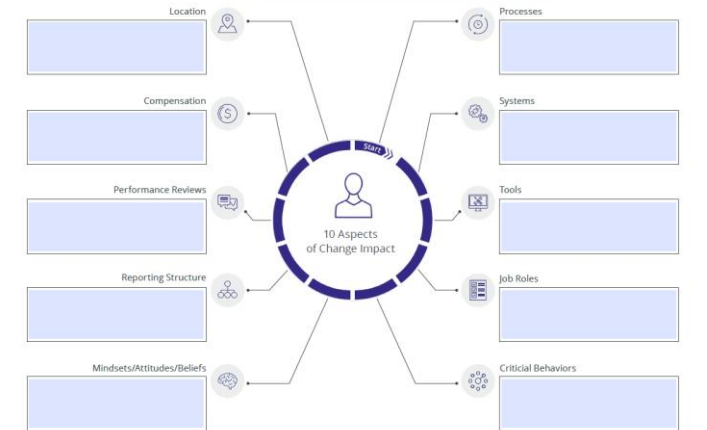 Location
Processes
Compensation
Systems
Start
Performance Reviews
Tools
10 Aspects
of Change Impact
Reporting Structure
Job Roles
Mindsets/Attitudes/Beliefs
Criticial Behaviors